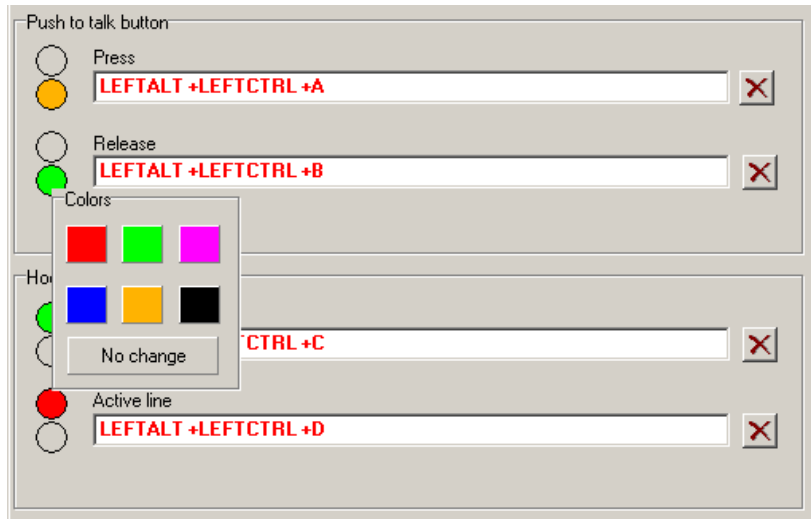 Push to talk button
Press
LEFTALT +LEFTCTRL +A
Release
LEFTALT +LEFTCTRL +B
Colors
No change
CTRL +C
Active line
LEFTALT +LEFTCTRL +D